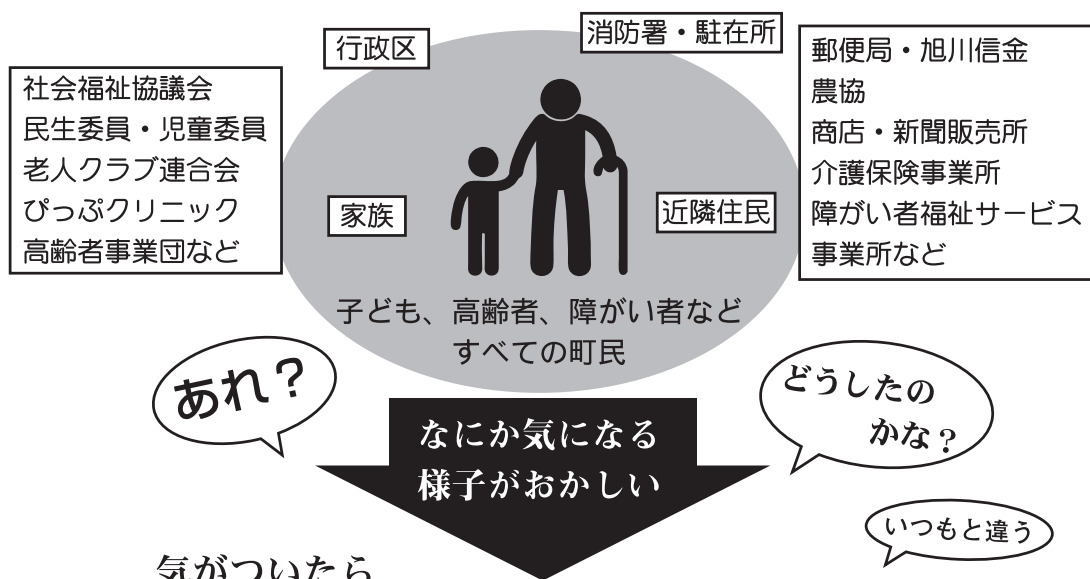 行政区
消防署・駐在所
社会福祉協議会
民生委員・児童委員
老人クラブ連合会
ぴっぷクリニック
高齢者事業団など
郵便局・旭川信金
農協
商店・新聞販売所
介護保険事業所
障がい者福祉サービス
事業所など
家族
近隣住民
子ども、高齢者、障がい者など
すべての町民
あれ?
どうしたの
かな?
なにか気になる
様子がおかしい
いつもと違う
気がついたら